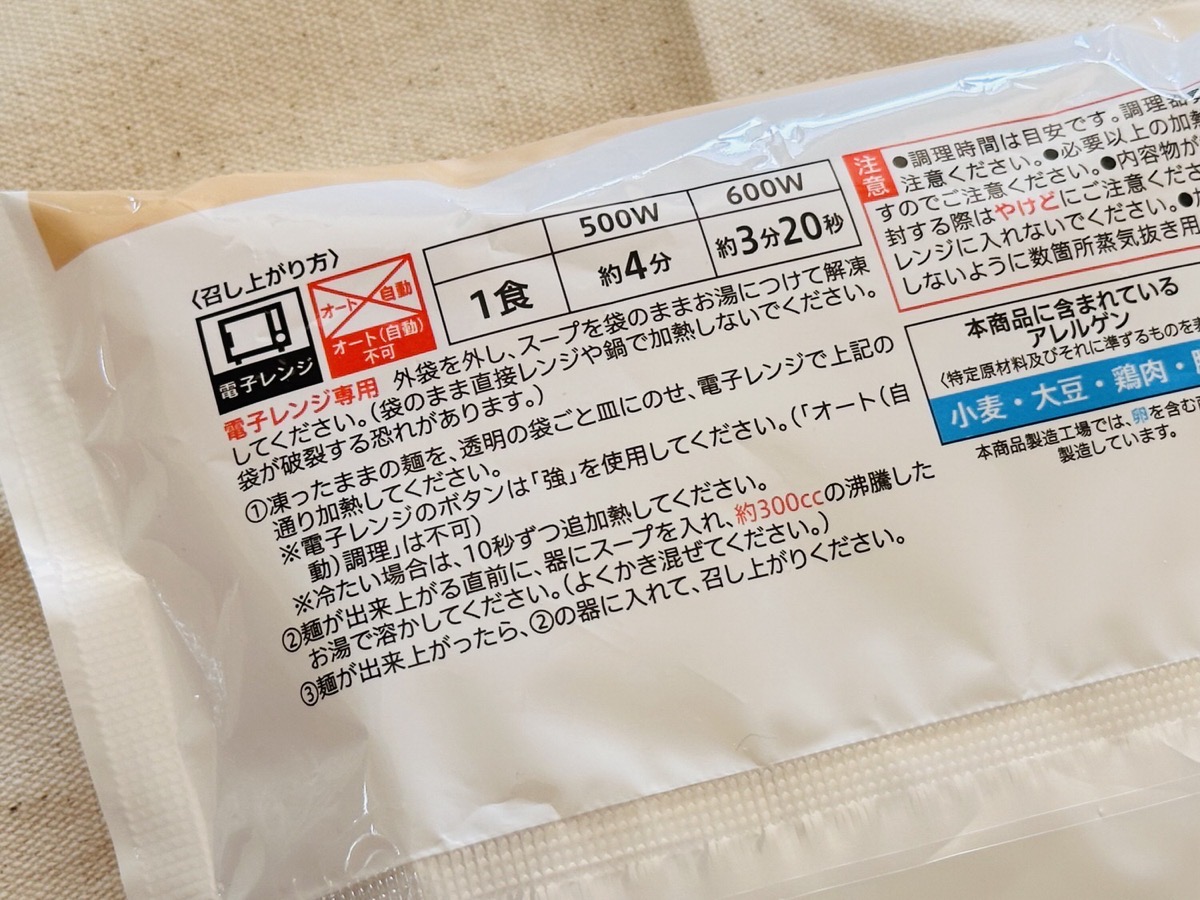 〈召し上がり方〉
電子レンジ
オート 自動
オート(自動)
不可
500W 600W
1食 約4分 約3分20秒
電子レンジ専用 外袋を外し、スープを袋のままお湯につけて解凍
してください。(袋のまま直接レンジや鍋で加熱しないでください。
袋が破裂する恐れがあります。)
①凍ったままの麺を、透明の袋ごと皿にのせ、電子レンジで上記の
通り加熱してください。
※電子レンジのボタンは「強」を使用してください。(「オート(自
動)調理」は不可)
※冷たい場合は、10秒ずつ追加熱してください。
②麺が出来上がる直前に、器にスープを入れ、約300ccの沸騰した
お湯で溶かしてください。(よくかき混ぜてください。)
③麺が出来上がったら、②の器に入れて、召し上がりください。
注意
●調理時間は目安です。調理器
注意ください。●必要以上の加熱
すのでご注意ください。●内容物が
封する際はやけどにご注意くださ
レンジに入れないでください。●
しないように数箇所蒸気抜き用
本商品に含まれている
アレルゲン
〈特定原材料及びそれに準ずるものを
小麦・大豆・鶏肉・
本商品製造工場では、卵を含む
製造しています。